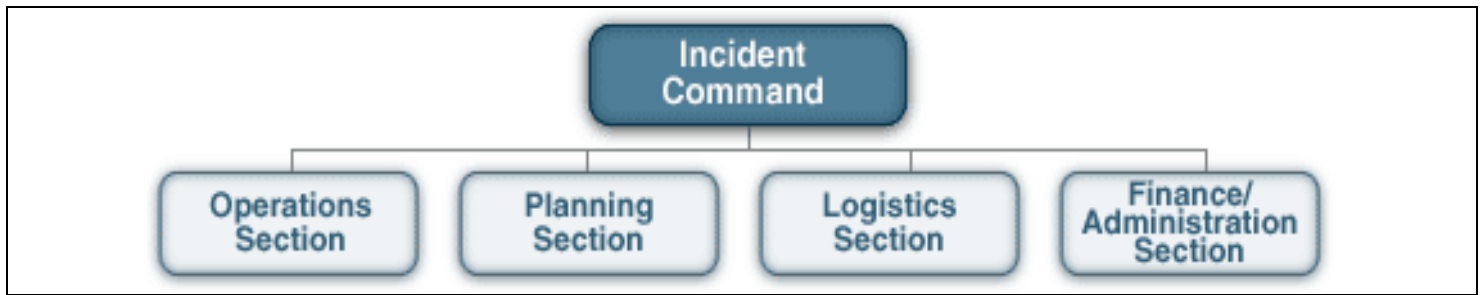 Incident
Command
Operations
Section
Planning
Section
Logistics
Section
Finance/
Administration
Section